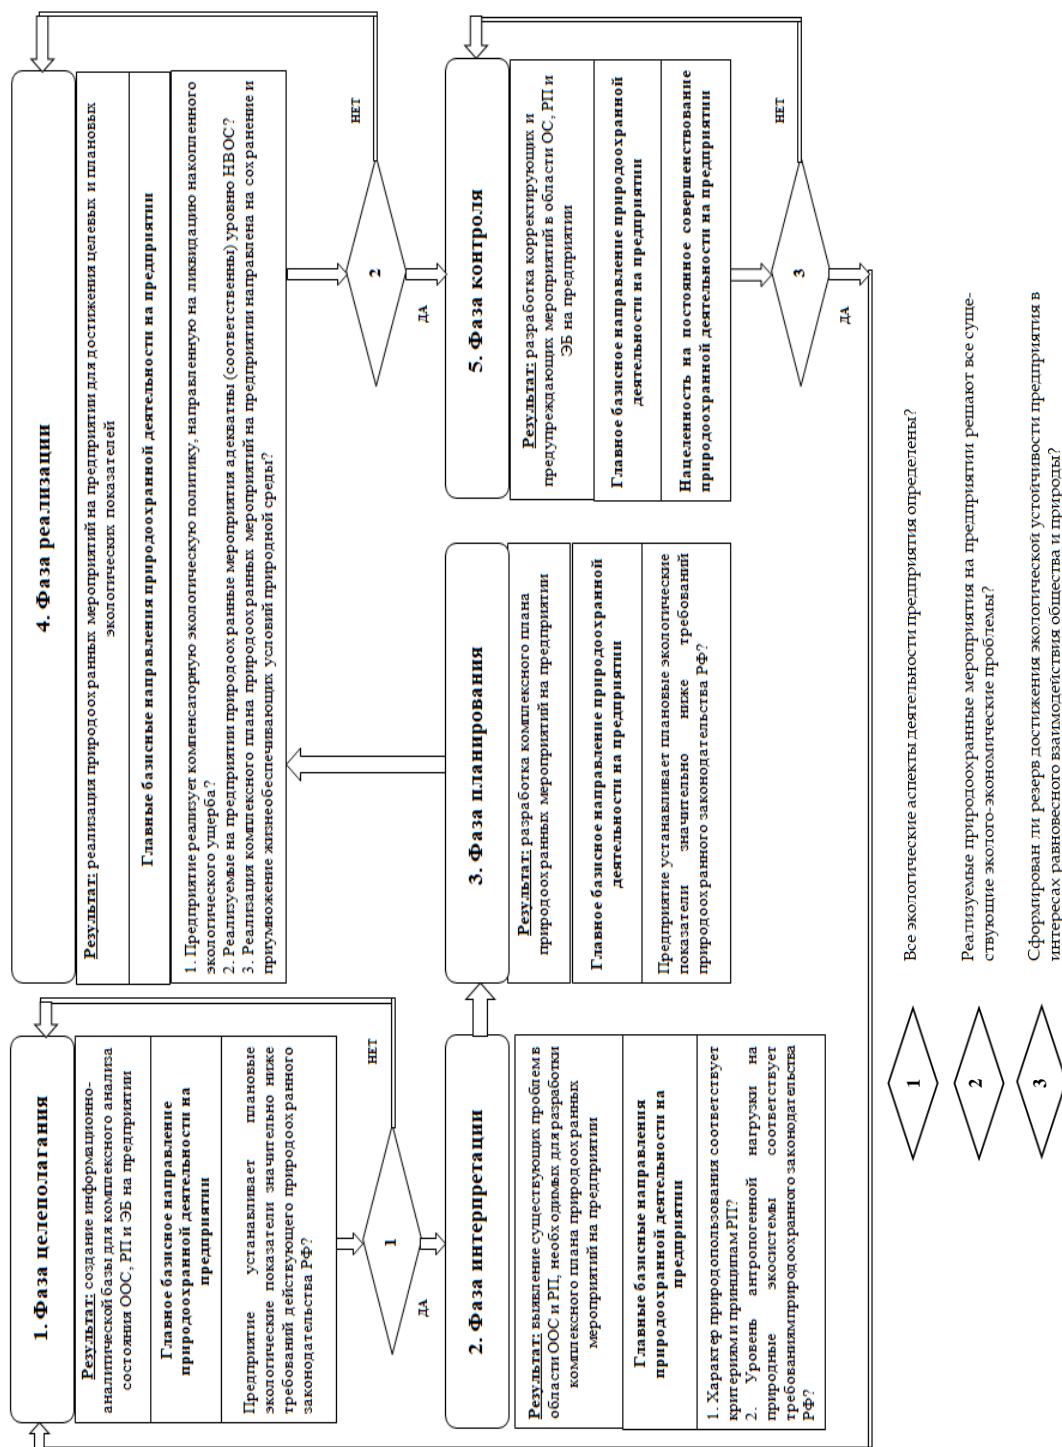 1. Фаза целеполагания
Результат: создание информационно-
аналитической базы для комплексного анализа
состояния ООС, РП и ЭБ на предприятии
Главное базисное направление
природоохранной деятельности на
предприятии
Предприятие устанавливает плановые
экологические показатели значительно ниже
требований действующего природоохранного
законодательства РФ?
1
НЕТ
ДА
2. Фаза интерпретации
Результат: выявление существующих проблем в
области ООС и РП, необходимых для разработки
комплексного плана природоохранных
мероприятий на предприятии
Главные базисные направления
природоохранной деятельности на
предприятии
1. Характер природопользования соответствует
критериям и принципам РП?
2. Уровень антропогенной нагрузки на
природные экосистемы соответствует
требованиям природоохранного законодательства
РФ?
3. Фаза планирования
Результат: разработка комплексного плана
природоохранных мероприятий на предприятии
Главное базисное направление природоохранной
деятельности на предприятии
Предприятие устанавливает плановые экологические
показатели значительно ниже требований
природоохранного законодательства РФ?
4. Фаза реализации
Результат: реализация природоохранных мероприятий на предприятии для достижения целевых и плановых
экологических показателей
Главные базисные направления природоохранной деятельности на предприятии
1. Предприятие реализует компенсаторную экологическую политику, направленную на ликвидацию накопленного
экологического ущерба?
2. Реализуемые на предприятии природоохранные мероприятия адекватны (соответственны) уровню НВОС?
3. Реализация комплексного плана природоохранных мероприятий на предприятии направлена на сохранение и
приумножение жизнеобеспечивающих условий природной среды?
2
НЕТ
ДА
5. Фаза контроля
Результат: разработка корректирующих и
предупреждающих мероприятий в области ОС, РП и
ЭБ на предприятии
Главное базисное направление природоохранной
деятельности на предприятии
Нацеленность на постоянное совершенствование
природоохранной деятельности на предприятии
3
НЕТ
ДА
1
Все экологические аспекты деятельности предприятия определены?
2
Реализуемые природоохранные мероприятия на предприятии решают все суще-
ствующие эколого-экономические проблемы?
3
Сформирован ли резерв достижения экологической устойчивости предприятия в
интересах равновесного взаимодействия общества и природы?